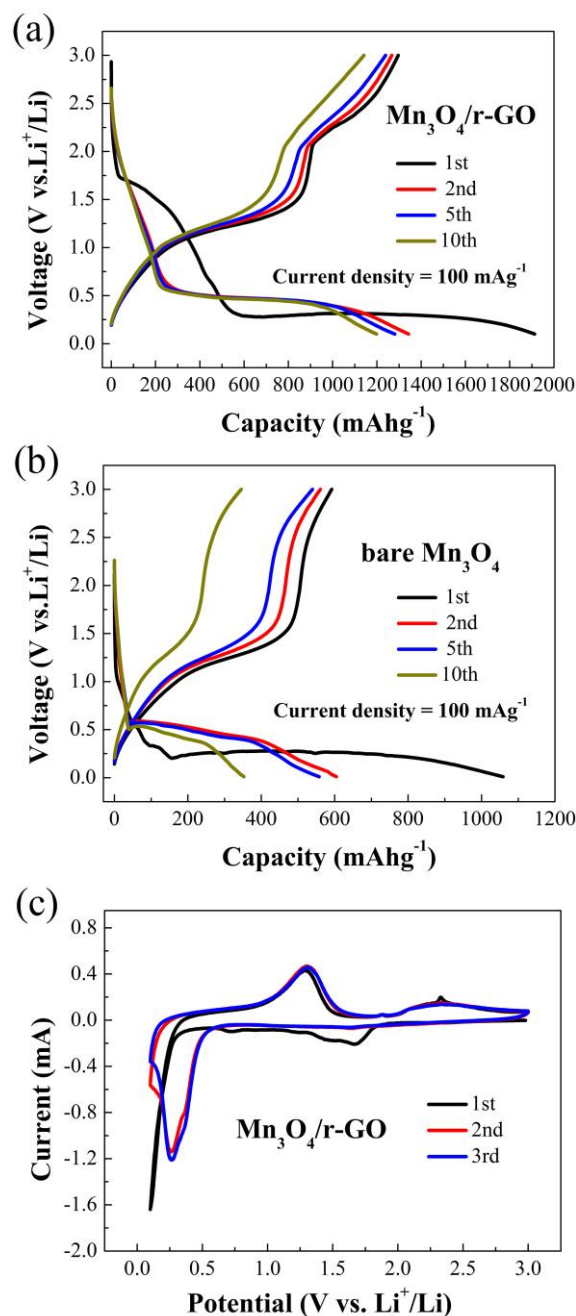 (a)
3.0
2.5
2.0
1.5
1.0
0.5
0.0
Voltage (V vs.Li⁺/Li)
Mn₃O₄/r-GO
1st
2nd
5th
10th
Current density = 100 mAg⁻¹
0 200 400 600 800 1000 1200 1400 1600 1800 2000
Capacity (mAhg⁻¹)
(b)
3.0
2.5
2.0
1.5
1.0
0.5
0.0
Voltage (V vs.Li⁺/Li)
bare Mn₃O₄
1st
2nd
5th
10th
Current density = 100 mAg⁻¹
0 200 400 600 800 1000 1200
Capacity (mAhg⁻¹)
(c)
0.8
0.4
0.0
-0.4
-0.8
-1.2
-1.6
-2.0
Current (mA)
Mn₃O₄/r-GO
1st
2nd
3rd
0.0 0.5 1.0 1.5 2.0 2.5 3.0
Potential (V vs. Li⁺/Li)